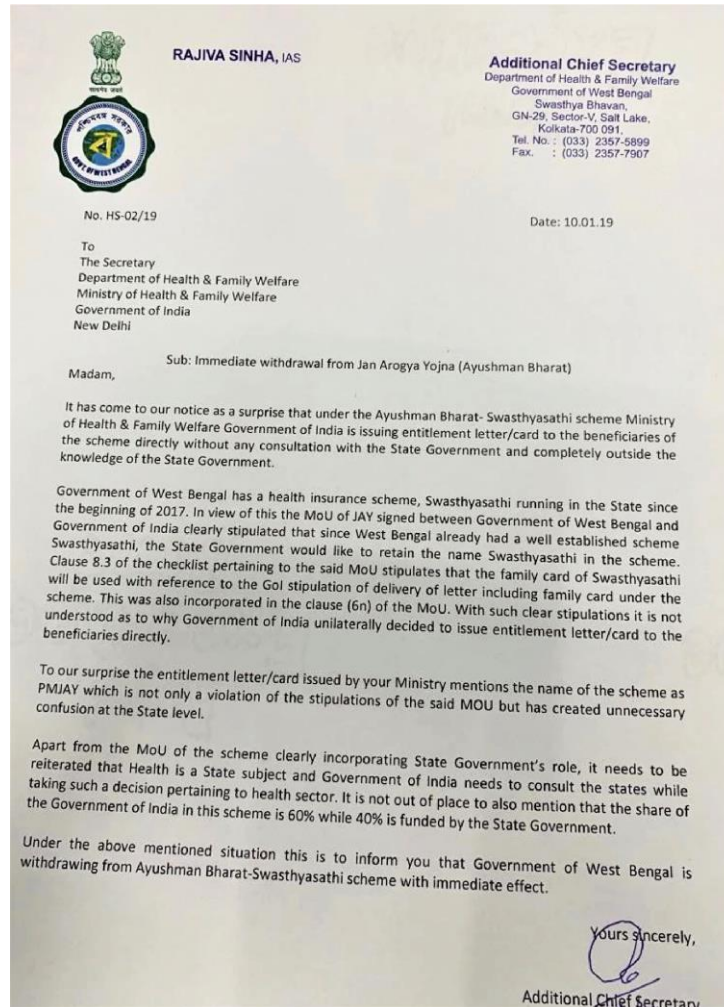 सत्यमेव जयते
পশ্চিমবঙ্গ সরকার
ব
GOVT. OF WEST BENGAL
RAJIVA SINHA, IAS
Additional Chief Secretary
Department of Health & Family Welfare
Government of West Bengal
Swasthya Bhavan,
GN-29, Sector-V, Salt Lake,
Kolkata-700 091.
Tel. No. : (033) 2357-5899
Fax. : (033) 2357-7907
No. HS-02/19
Date: 10.01.19
To
The Secretary
Department of Health & Family Welfare
Ministry of Health & Family Welfare
Government of India
New Delhi
Sub: Immediate withdrawal from Jan Arogya Yojna (Ayushman Bharat)
Madam,
It has come to our notice as a surprise that under the Ayushman Bharat- Swasthyasathi scheme Ministry
of Health & Family Welfare Government of India is issuing entitlement letter/card to the beneficiaries of
the scheme directly without any consultation with the State Government and completely outside the
knowledge of the State Government.
Government of West Bengal has a health insurance scheme, Swasthyasathi running in the State since
the beginning of 2017. In view of this the MoU of JAY signed between Government of West Bengal and
Government of India clearly stipulated that since West Bengal already had a well established scheme
Swasthyasathi, the State Government would like to retain the name Swasthyasathi in the scheme.
Clause 8.3 of the checklist pertaining to the said MoU stipulates that the family card of Swasthyasathi
will be used with reference to the GoI stipulation of delivery of letter including family card under the
scheme. This was also incorporated in the clause (6n) of the MoU. With such clear stipulations it is not
understood as to why Government of India unilaterally decided to issue entitlement letter/card to the
beneficiaries directly.
To our surprise the entitlement letter/card issued by your Ministry mentions the name of the scheme as
PMJAY which is not only a violation of the stipulations of the said MOU but has created unnecessary
confusion at the State level.
Apart from the MoU of the scheme clearly incorporating State Government's role, it needs to be
reiterated that Health is a State subject and Government of India needs to consult the states while
taking such a decision pertaining to health sector. It is not out of place to also mention that the share of
the Government of India in this scheme is 60% while 40% is funded by the State Government.
Under the above mentioned situation this is to inform you that Government of West Bengal is
withdrawing from Ayushman Bharat-Swasthyasathi scheme with immediate effect.
Yours sincerely,
Additional Chief Secretary